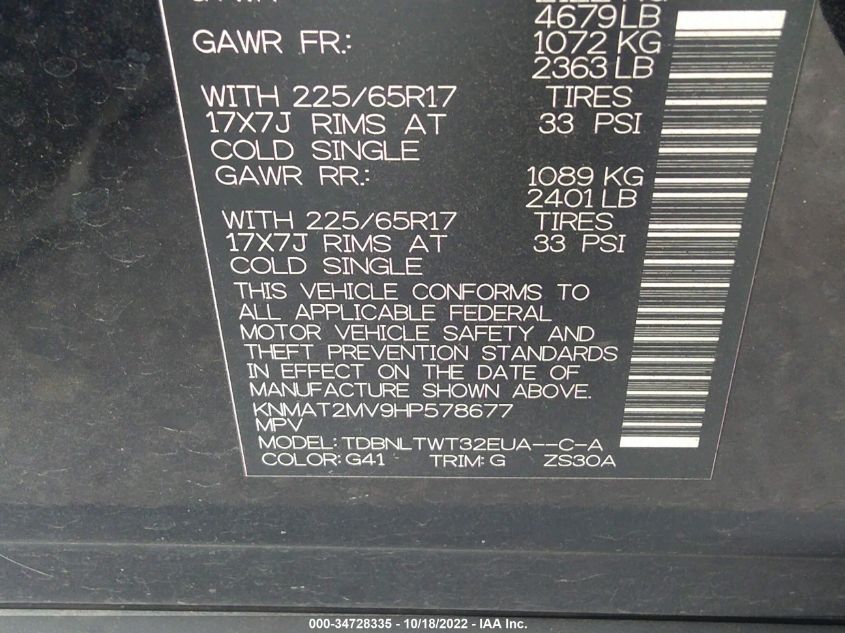 4679LB
GAWR FR.: 1072 KG
2363 LB
WITH 225/65R17 TIRES
17X7J RIMS AT 33 PSI
COLD SINGLE
GAWR RR.: 1089 KG
2401 LB
WITH 225/65R17 TIRES
17X7J RIMS AT 33 PSI
COLD SINGLE
THIS VEHICLE CONFORMS TO
ALL APPLICABLE FEDERAL
MOTOR VEHICLE SAFETY AND
THEFT PREVENTION STANDARDS
IN EFFECT ON THE DATE OF
MANUFACTURE SHOWN ABOVE.
KNMAT2MV9HP578677
MPV
MODEL: TDBNLTWT32EUA--C-A
COLOR: G41 TRIM: G ZS30A
000-34728335 - 10/18/2022 - IAA Inc.